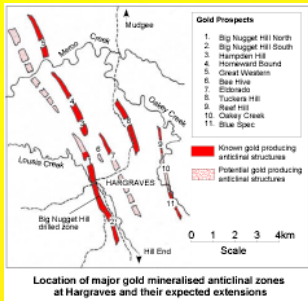 Mudgee
Meroo
Creek
Oakey
Creek
Louisa Creek
HARGRAVES
Big Nugget Hill
drilled zone
Hill End
Gold Prospects
1. Big Nugget Hill North
2. Big Nugget Hill South
3. Hampden Hill
4. Homeward Bound
5. Great Western
6. Bee Hive
7. Eldorado
8. Tuckers Hill
9. Reef Hill
10. Oakey Creek
11. Blue Spec
Known gold producing
anticlinal structures
Potential gold producing
anticlinal structures
0 1 2 3 4km
Scale
Location of major gold mineralised anticlinal zones
at Hargraves and their expected extensions